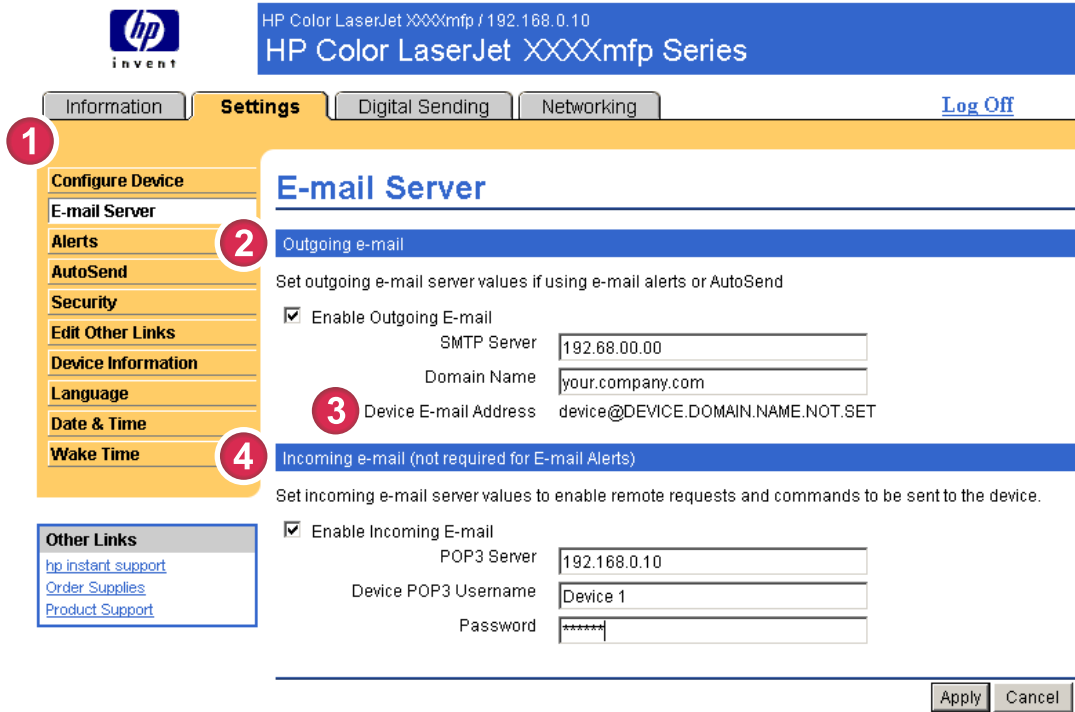 hp
invent
HP Color LaserJet XXXXmfp / 192.168.0.10
HP Color LaserJet XXXXmfp Series
Information
Settings
Digital Sending
Networking
Log Off
1
Configure Device
E-mail Server
Alerts
AutoSend
Security
Edit Other Links
Device Information
Language
Date & Time
Wake Time
Other Links
hp instant support
Order Supplies
Product Support
E-mail Server
2
Outgoing e-mail
Set outgoing e-mail server values if using e-mail alerts or AutoSend
Enable Outgoing E-mail
SMTP Server 192.68.00.00
Domain Name your.company.com
3
Device E-mail Address device@DEVICE.DOMAIN.NAME.NOT.SET
4
Incoming e-mail (not required for E-mail Alerts)
Set incoming e-mail server values to enable remote requests and commands to be sent to the device.
Enable Incoming E-mail
POP3 Server 192.168.0.10
Device POP3 Username Device 1
Password ******
Apply
Cancel